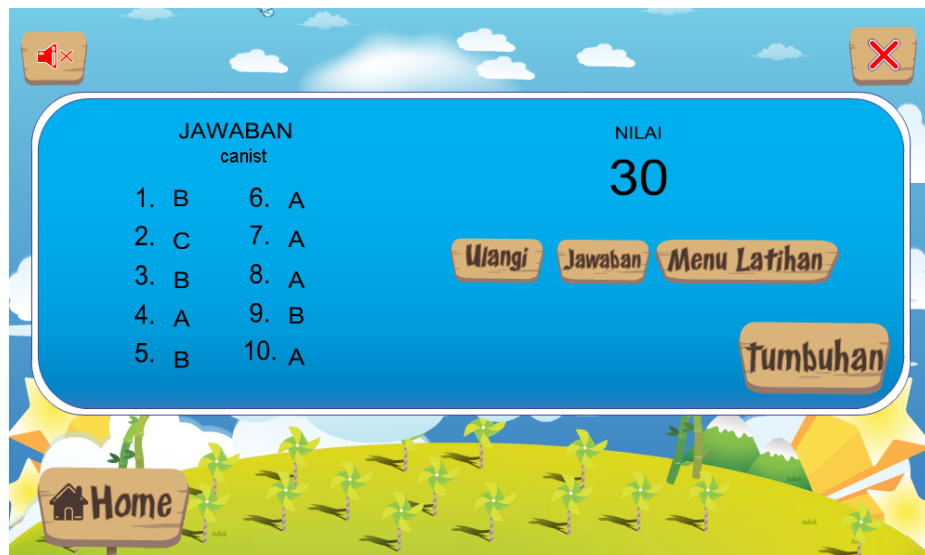 JAWABAN
canist
1. B
2. C
3. B
4. A
5. B
6. A
7. A
8. A
9. B
10. A
NILAI
30
Ulangi
Jawaban
Menu Latihan
Tumbuhan
Home